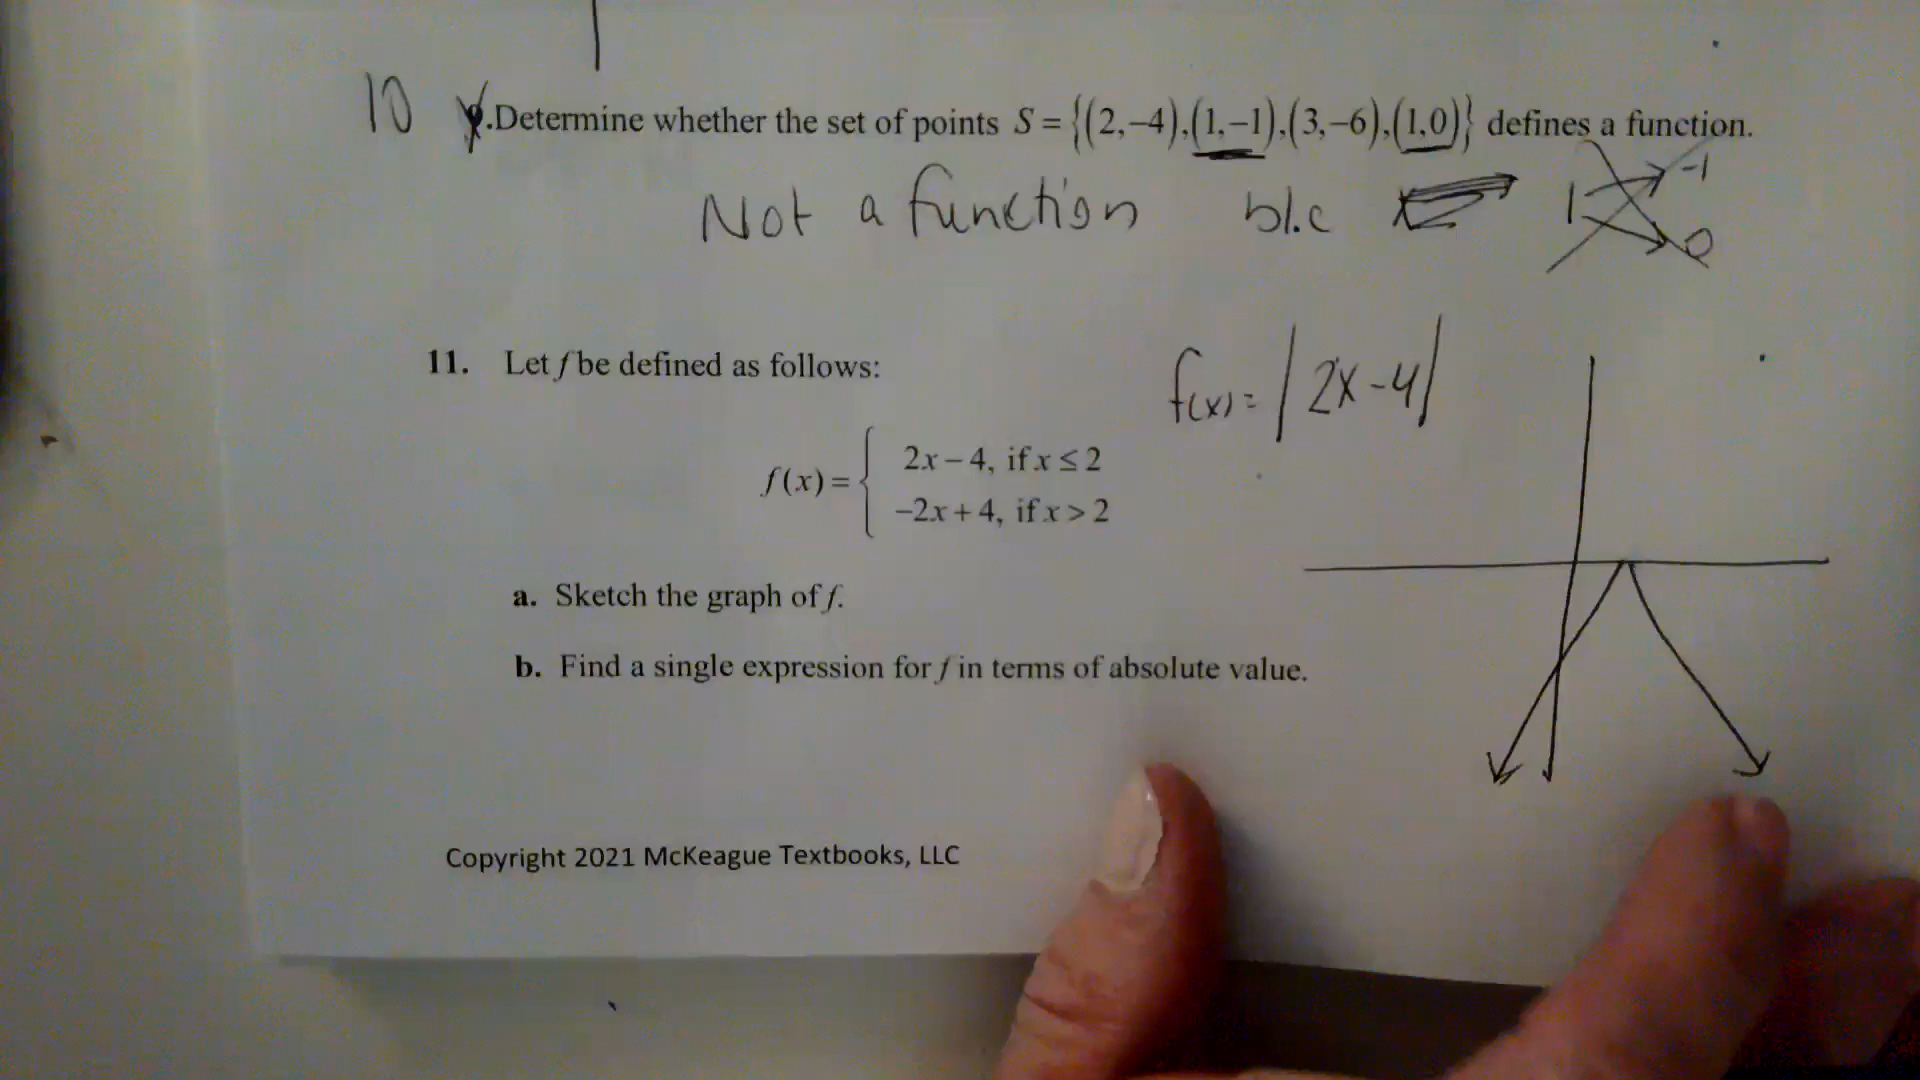 10 9.Determine whether the set of points S = {(2,−4),(1,−1),(3,−6),(1,0)} defines a function.
Not a function b/c 1 -1
0
11. Let f be defined as follows:
f(x) = |2x-4|
f(x) = { 2x − 4, if x ≤ 2
−2x + 4, if x > 2
a. Sketch the graph of f.
b. Find a single expression for f in terms of absolute value.
Copyright 2021 McKeague Textbooks, LLC